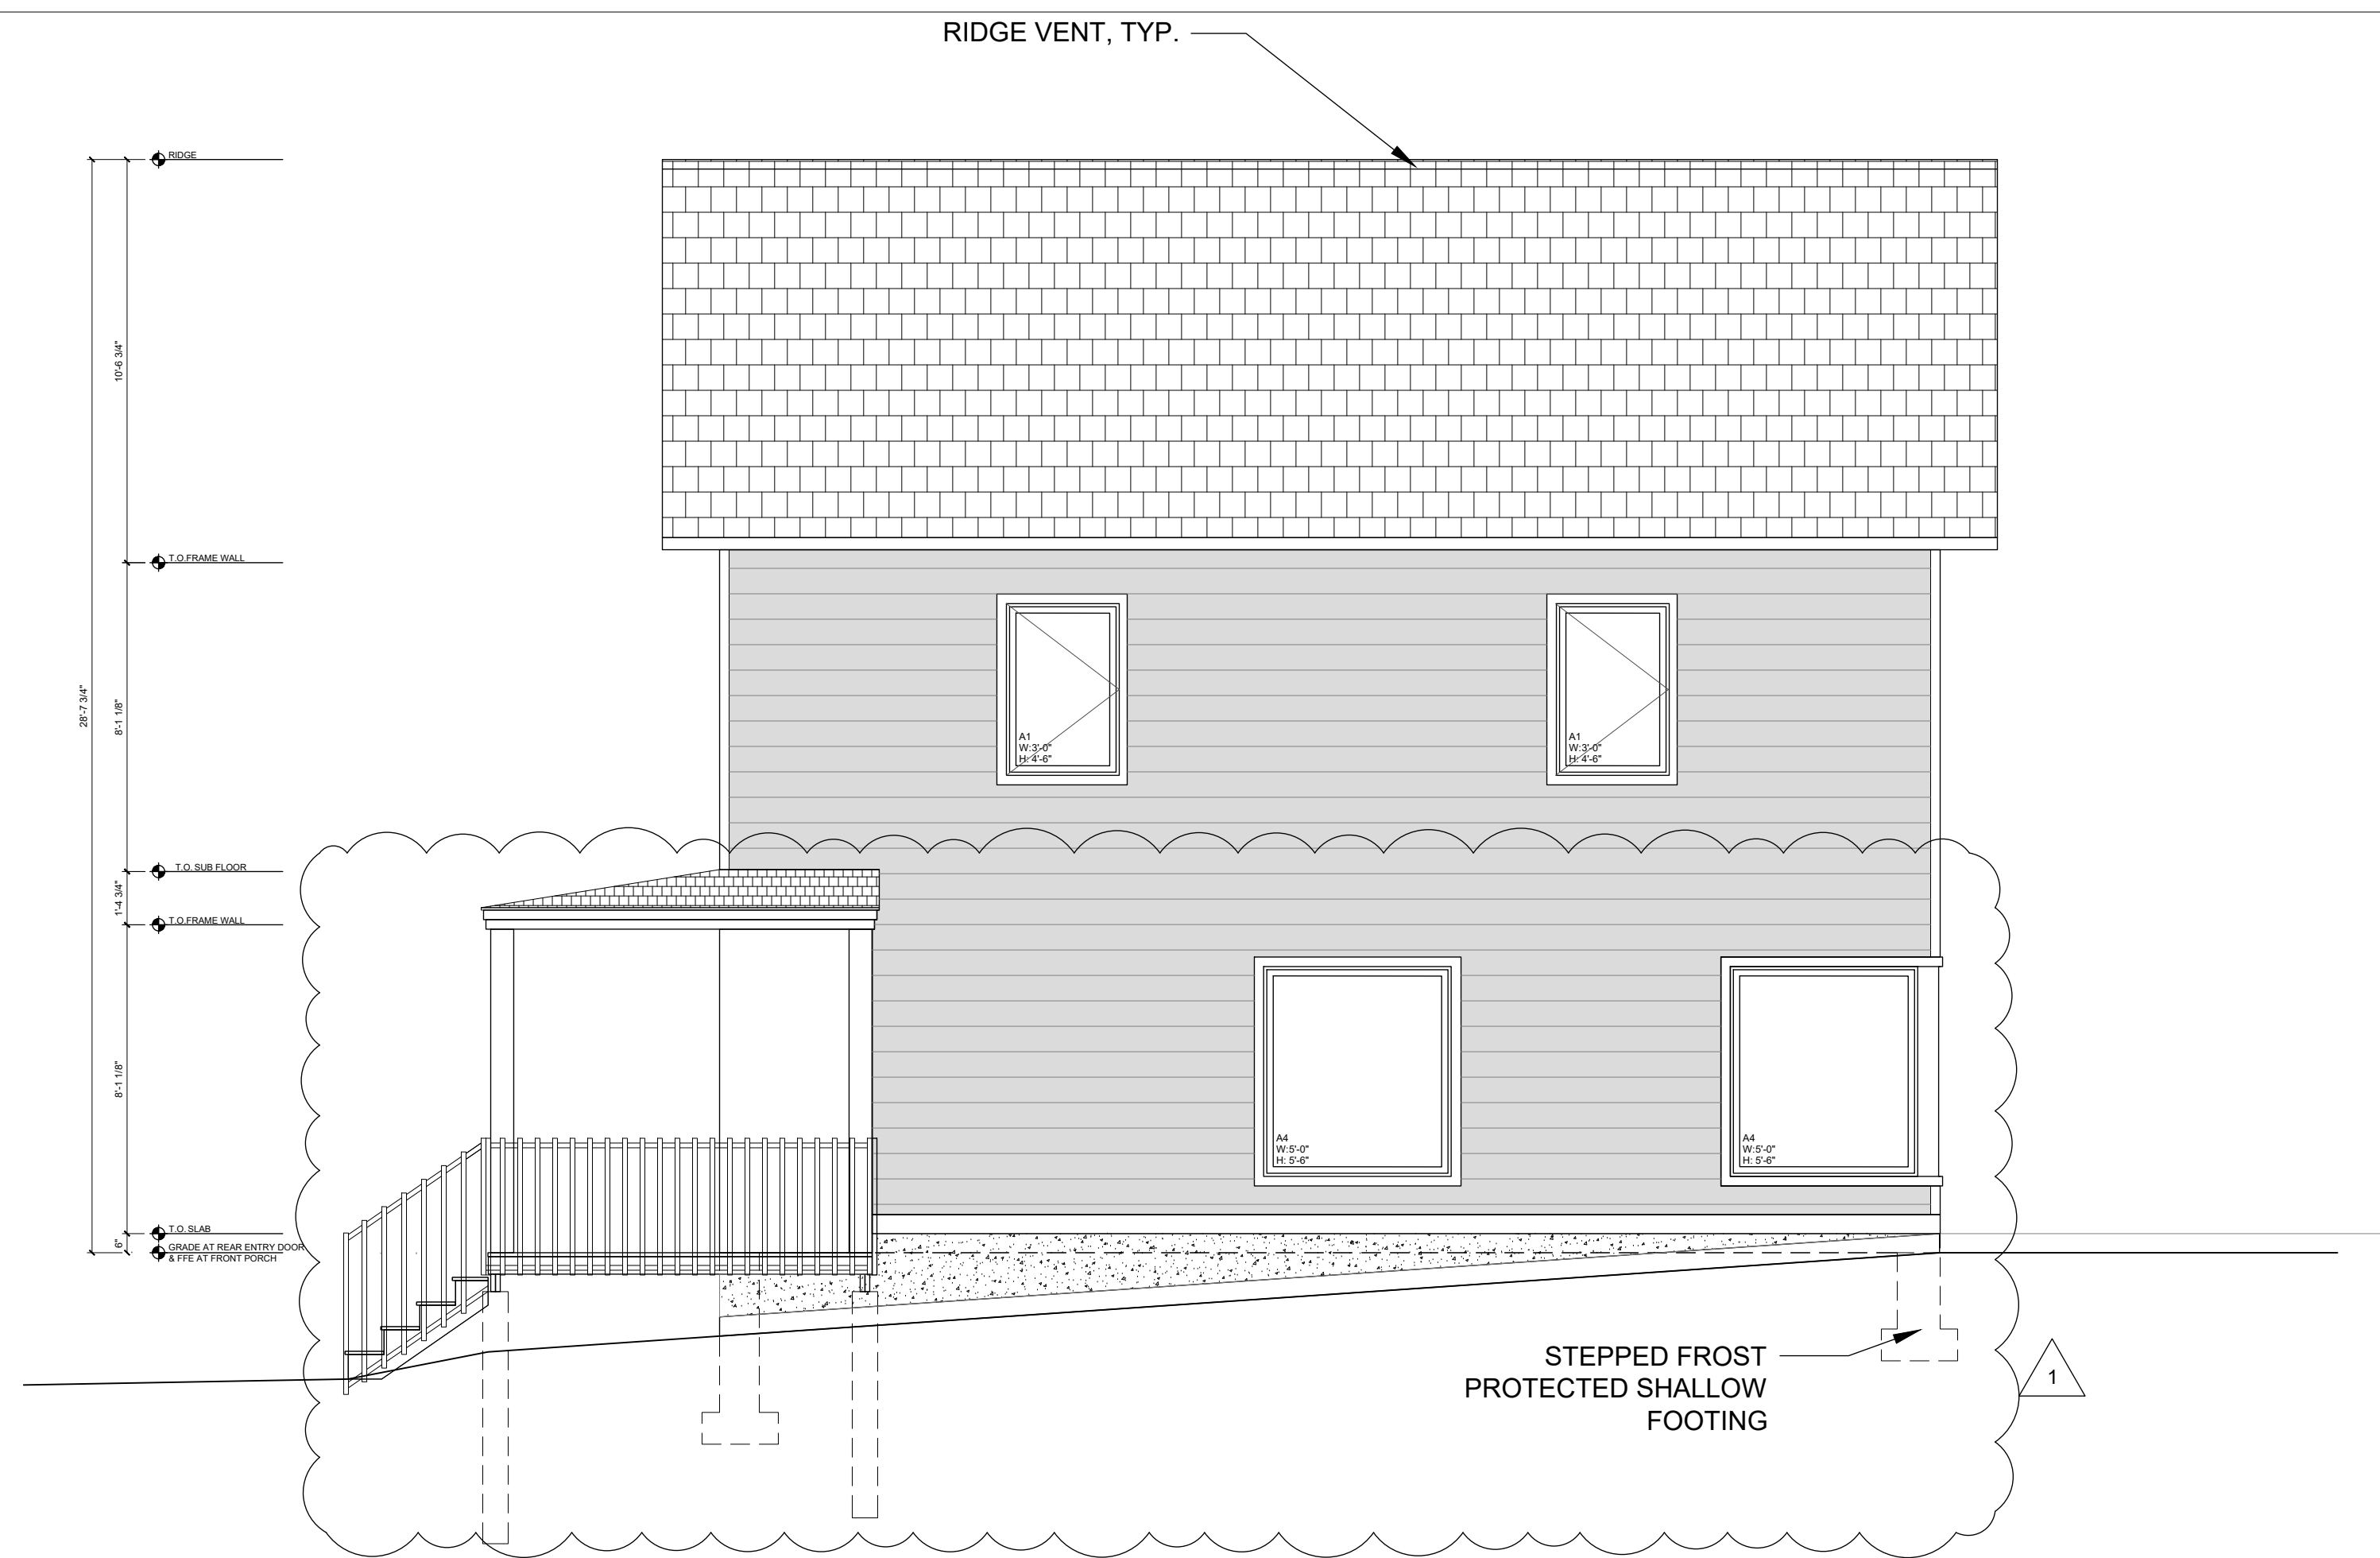 RIDGE VENT, TYP.
RIDGE
10'-6 3/4"
T.O.FRAME WALL
28'-7 3/4"
8'-1 1/8"
A1
W:3'-0"
H: 4'-6"
A1
W:3'-0"
H: 4'-6"
T.O. SUB FLOOR
1'-4 3/4"
T.O.FRAME WALL
8'-1 1/8"
A4
W:5'-0"
H: 5'-6"
A4
W:5'-0"
H: 5'-6"
T.O. SLAB
6"
GRADE AT REAR ENTRY DOOR
& FFE AT FRONT PORCH
STEPPED FROST
PROTECTED SHALLOW
FOOTING
1